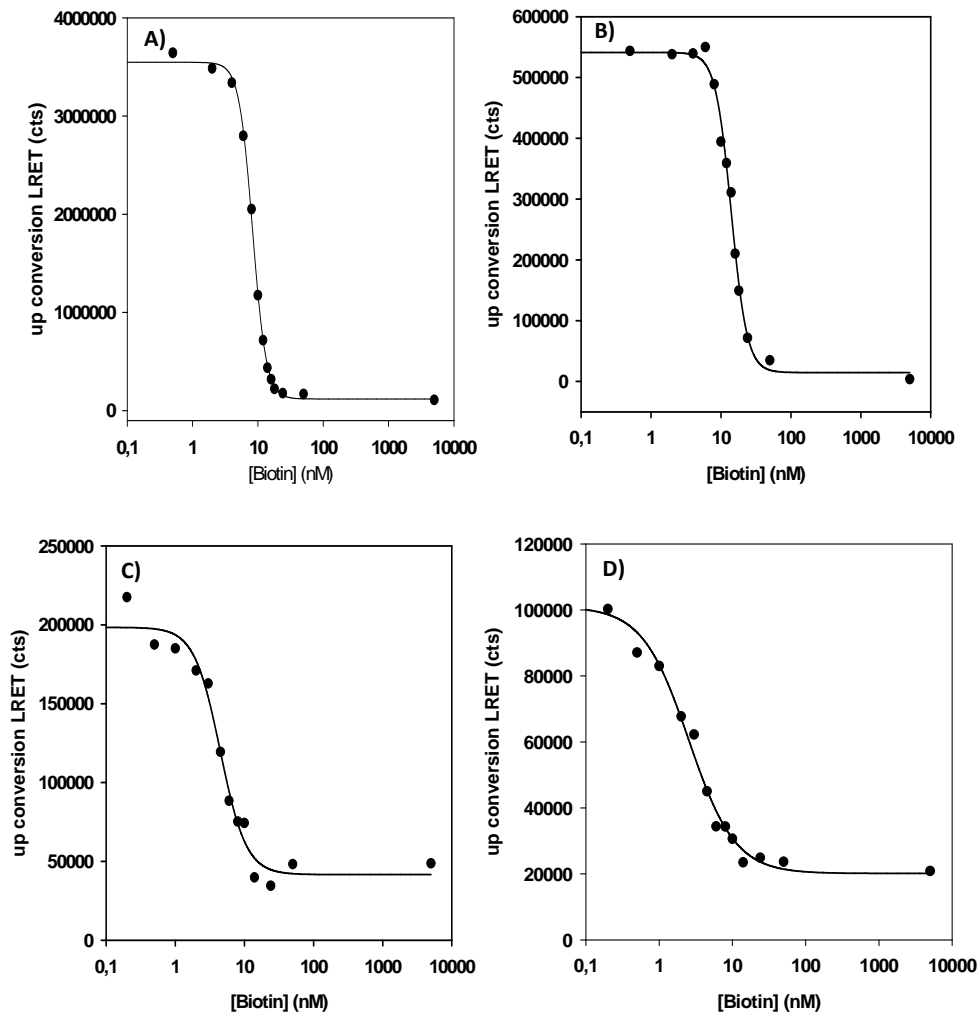 A)
4000000
3000000
2000000
1000000
0
up conversion LRET (cts)
0,1 1 10 100 1000 10000
[Biotin] (nM)
B)
600000
500000
400000
300000
200000
100000
0
up conversion LRET (cts)
0,1 1 10 100 1000 10000
[Biotin] (nM)
C)
250000
200000
150000
100000
50000
0
up conversion LRET (cts)
0,1 1 10 100 1000 10000
[Biotin] (nM)
D)
120000
100000
80000
60000
40000
20000
0
up conversion LRET (cts)
0,1 1 10 100 1000 10000
[Biotin] (nM)